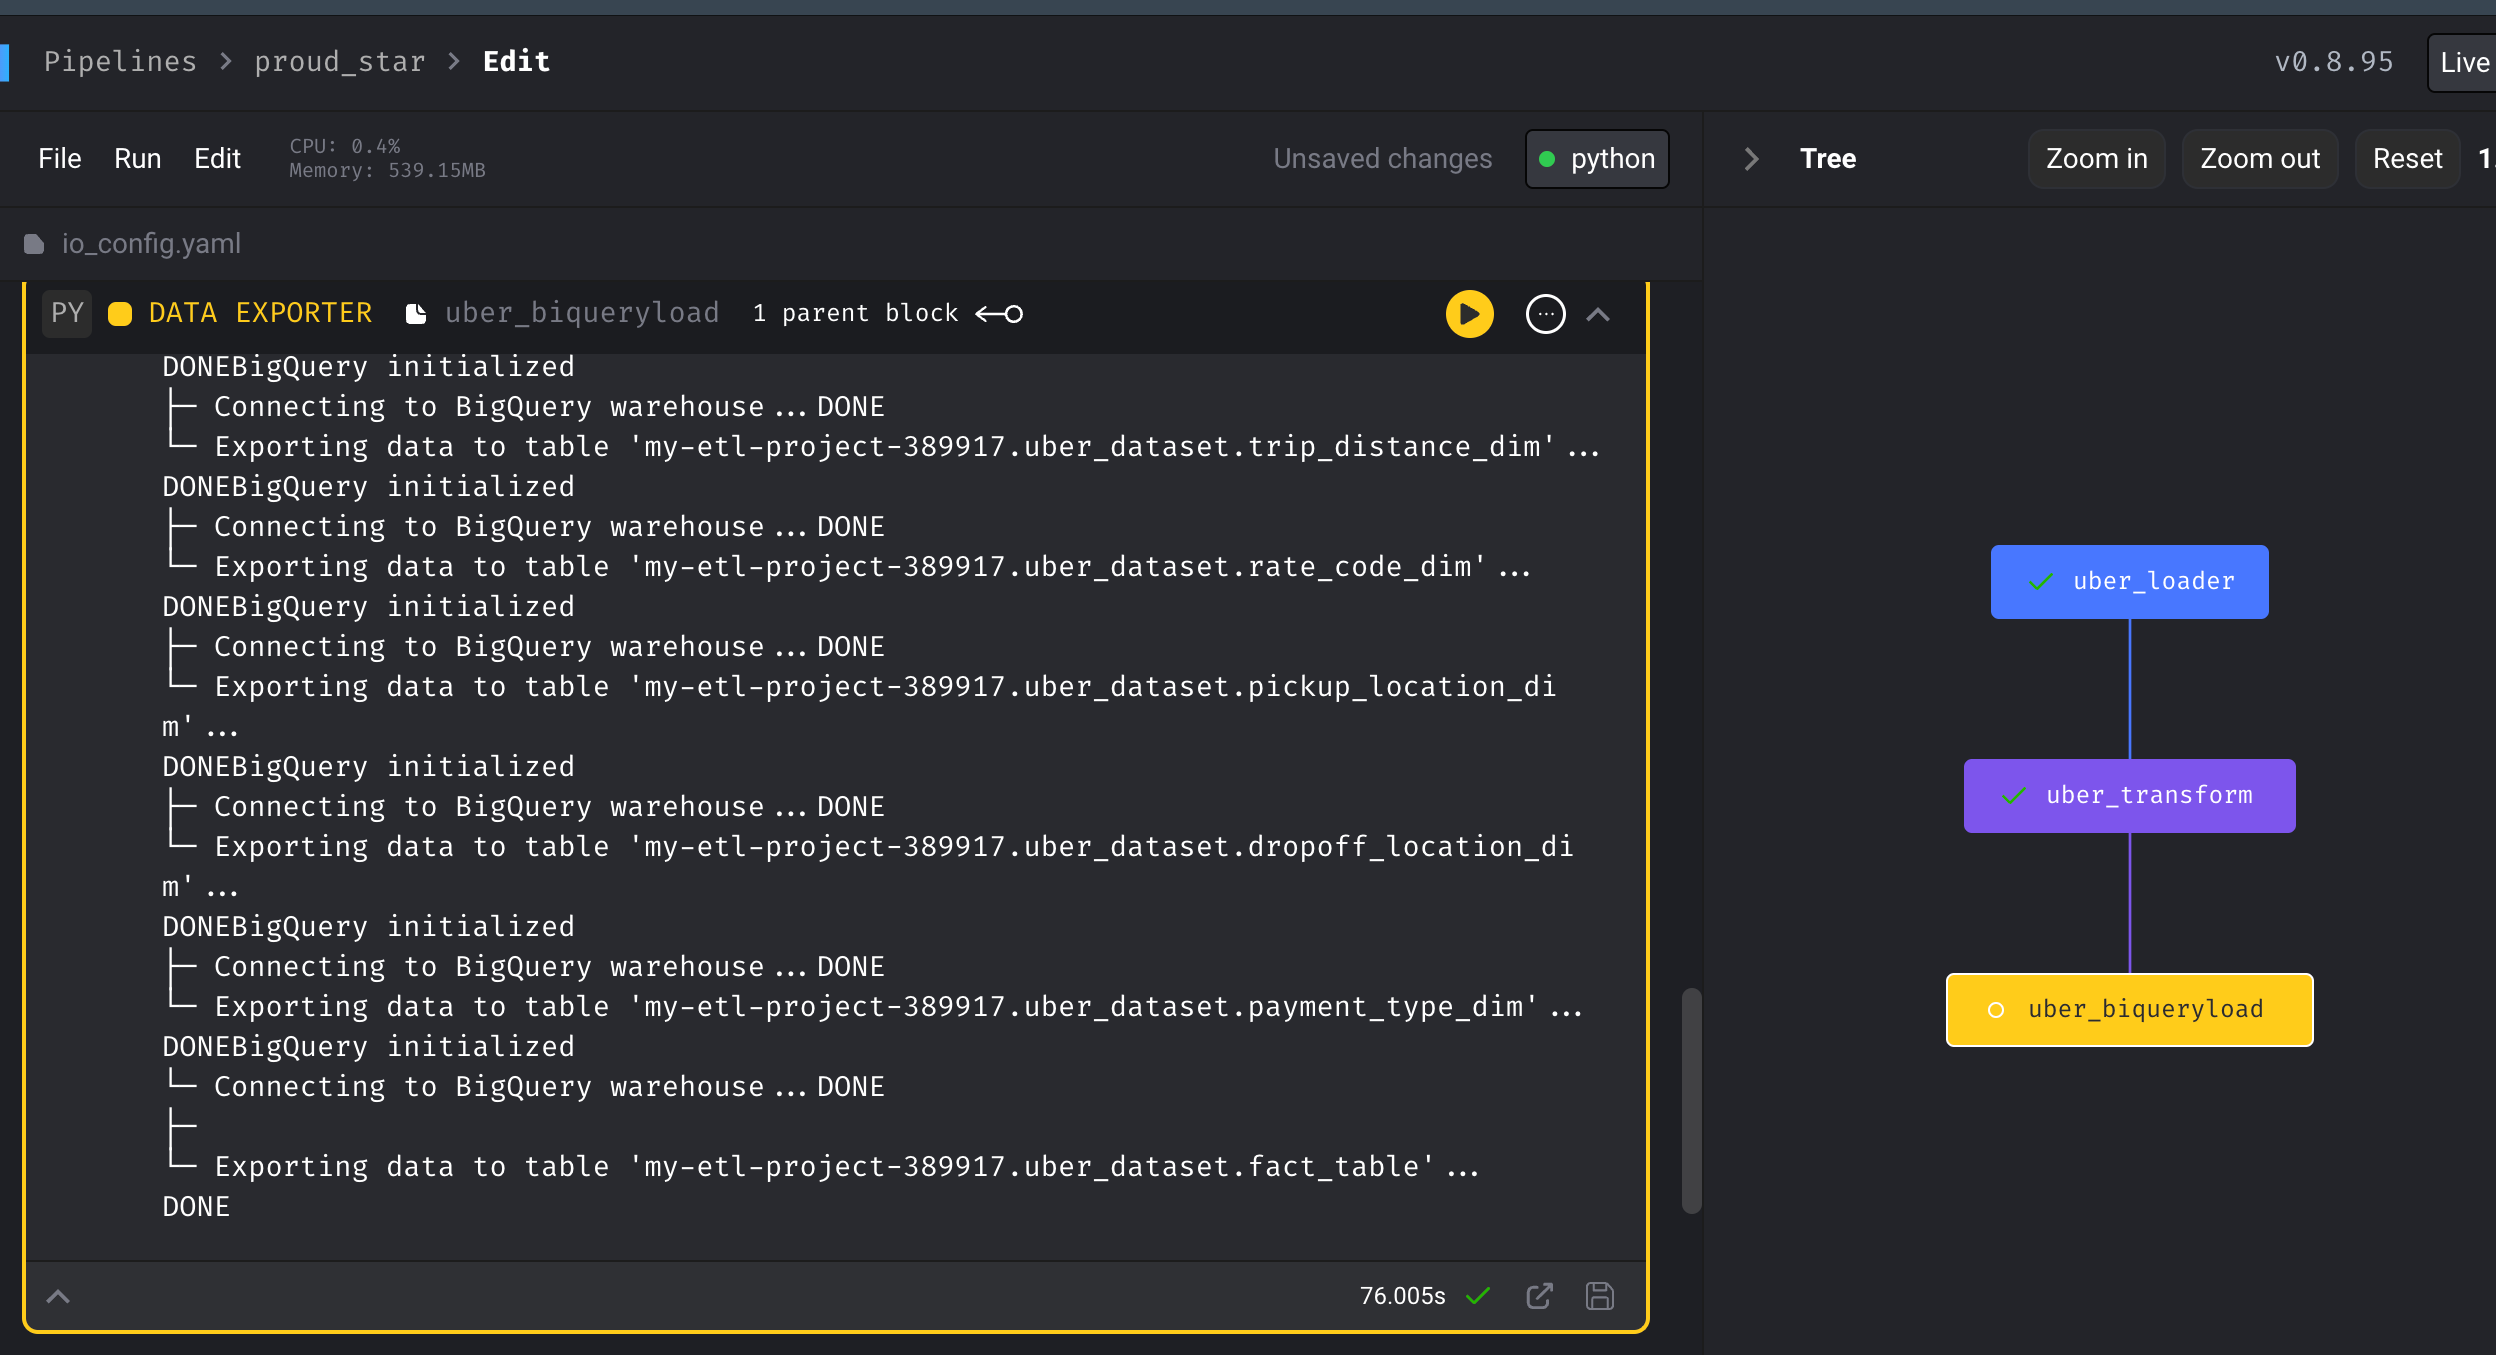 Pipelines > proud_star > Edit
v0.8.95
Live
File Run Edit
CPU: 0.4%
Memory: 539.15MB
Unsaved changes
python
Tree
Zoom in
Zoom out
Reset
1.
io_config.yaml
PY DATA EXPORTER uber_biqueryload 1 parent block
DONEBigQuery initialized
├─ Connecting to BigQuery warehouse...DONE
└─ Exporting data to table 'my-etl-project-389917.uber_dataset.trip_distance_dim'...
DONEBigQuery initialized
├─ Connecting to BigQuery warehouse...DONE
└─ Exporting data to table 'my-etl-project-389917.uber_dataset.rate_code_dim'...
DONEBigQuery initialized
├─ Connecting to BigQuery warehouse...DONE
└─ Exporting data to table 'my-etl-project-389917.uber_dataset.pickup_location_di
m'...
DONEBigQuery initialized
├─ Connecting to BigQuery warehouse...DONE
└─ Exporting data to table 'my-etl-project-389917.uber_dataset.dropoff_location_di
m'...
DONEBigQuery initialized
├─ Connecting to BigQuery warehouse...DONE
└─ Exporting data to table 'my-etl-project-389917.uber_dataset.payment_type_dim'...
DONEBigQuery initialized
└─ Connecting to BigQuery warehouse...DONE
├─
└─ Exporting data to table 'my-etl-project-389917.uber_dataset.fact_table'...
DONE
76.005s
uber_loader
uber_transform
uber_biqueryload